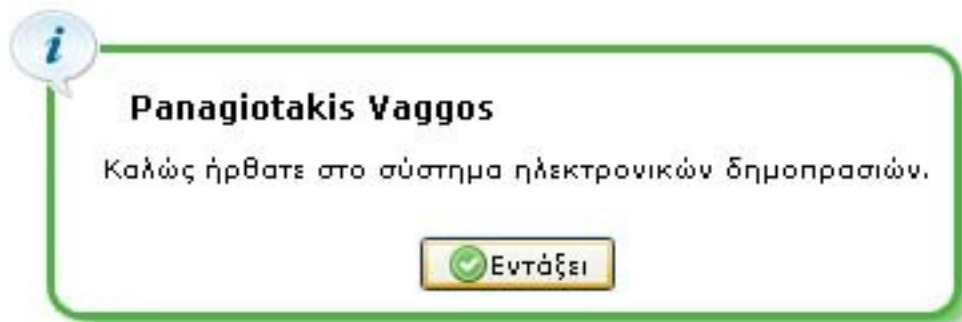 i
Panagiotakis Vaggos
Καλώς ήρθατε στο σύστημα ηλεκτρονικών δημοπρασιών.
Εντάξει